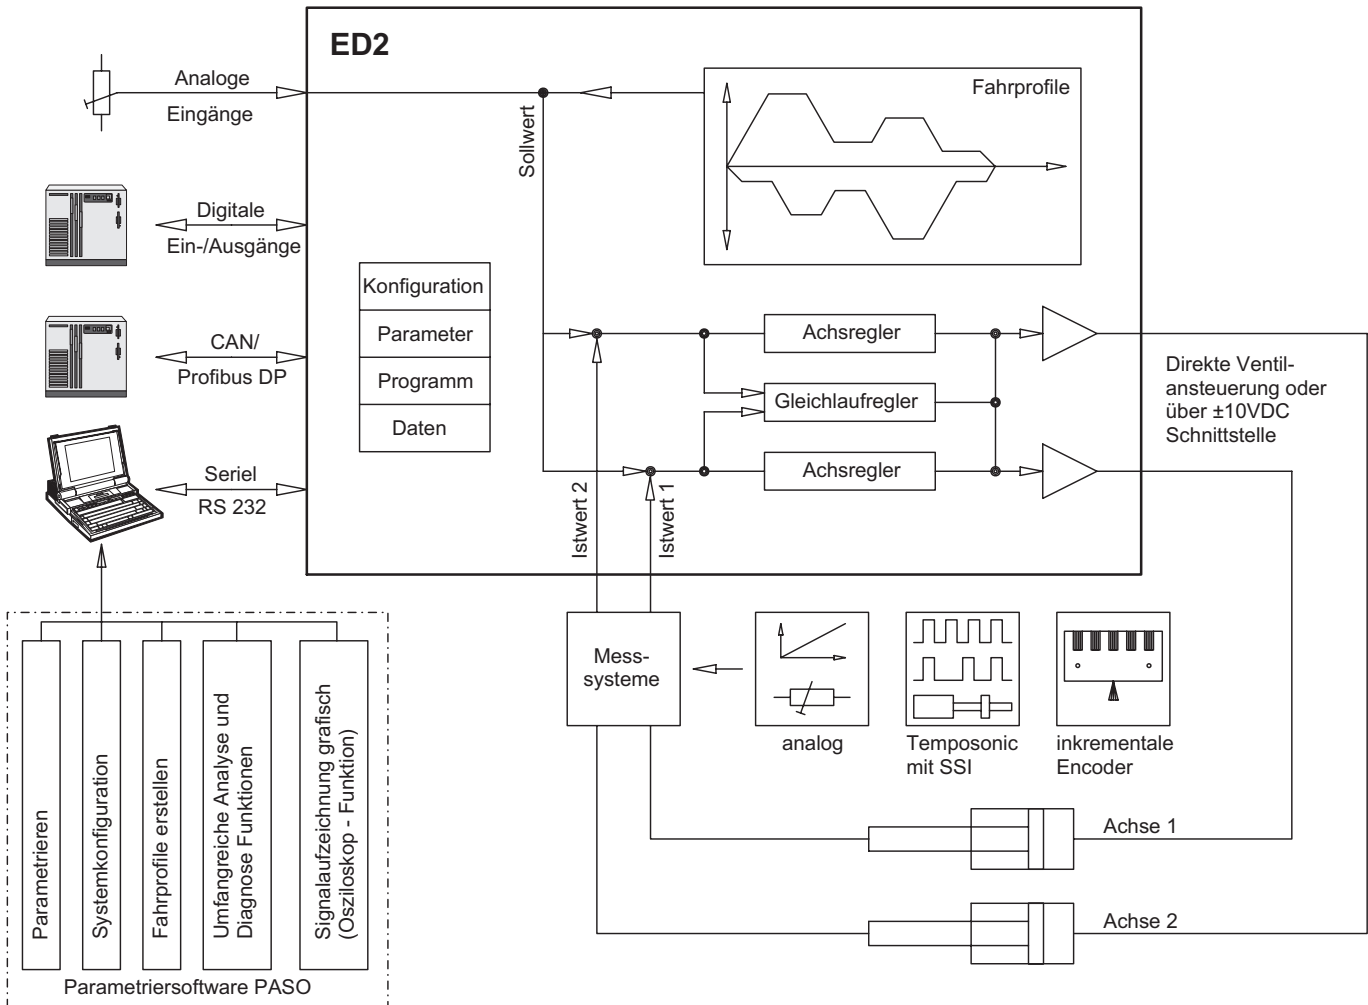 ED2
Analoge
Eingänge
Sollwert
Fahrprofile
Digitale
Ein-/Ausgänge
CAN/
Profibus DP
Seriel
RS 232
Konfiguration
Parameter
Programm
Daten
Achsregler
Gleichlaufregler
Achsregler
Direkte Ventil-
ansteuerung oder
über ±10VDC
Schnittstelle
Istwert 2
Istwert 1
Mess-
systeme
analog
Temposonic
mit SSI
inkrementale
Encoder
Achse 1
Achse 2
Parametrieren
Systemkonfiguration
Fahrprofile erstellen
Umfangreiche Analyse und
Diagnose Funktionen
Signalaufzeichnung grafisch
(Osziloskop - Funktion)
Parametriersoftware PASO